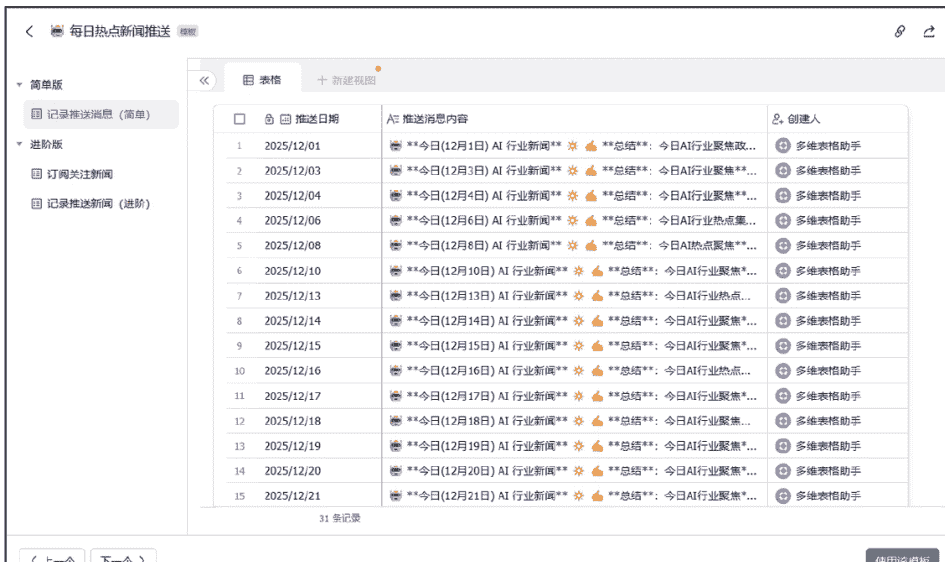 每日热点新闻推送 模板
简单版
记录推送消息（简单）
进阶版
订阅关注新闻
记录推送新闻（进阶）
表格 + 新建视图
推送日期 推送消息内容 创建人
1 2025/12/01 **今日(12月1日) AI 行业新闻** **总结**：今日AI行业聚焦政... 多维表格助手
2 2025/12/03 **今日(12月3日) AI 行业新闻** **总结**：今日AI行业聚焦**... 多维表格助手
3 2025/12/04 **今日(12月4日) AI 行业新闻** **总结**：今日AI行业聚焦**... 多维表格助手
4 2025/12/06 **今日(12月6日) AI 行业新闻** **总结**：今日AI行业热点集... 多维表格助手
5 2025/12/08 **今日(12月8日) AI 行业新闻** **总结**：今日AI热点聚焦**... 多维表格助手
6 2025/12/10 **今日(12月10日) AI 行业新闻** **总结**：今日AI行业聚焦*... 多维表格助手
7 2025/12/13 **今日(12月13日) AI 行业新闻** **总结**：今日AI行业热点... 多维表格助手
8 2025/12/14 **今日(12月14日) AI 行业新闻** **总结**：今日AI行业聚焦*... 多维表格助手
9 2025/12/15 **今日(12月15日) AI 行业新闻** **总结**：今日AI行业聚焦*... 多维表格助手
10 2025/12/16 **今日(12月16日) AI 行业新闻** **总结**：今日AI行业热点... 多维表格助手
11 2025/12/17 **今日(12月17日) AI 行业新闻** **总结**：今日AI行业聚焦*... 多维表格助手
12 2025/12/18 **今日(12月18日) AI 行业新闻** **总结**：今日AI行业聚焦... 多维表格助手
13 2025/12/19 **今日(12月19日) AI 行业新闻** **总结**：今日AI行业聚焦*... 多维表格助手
14 2025/12/20 **今日(12月20日) AI 行业新闻** **总结**：今日AI行业聚焦*... 多维表格助手
15 2025/12/21 **今日(12月21日) AI 行业新闻** **总结**：今日AI行业聚焦*... 多维表格助手
31 条记录
上一个 下一个 使用该模板